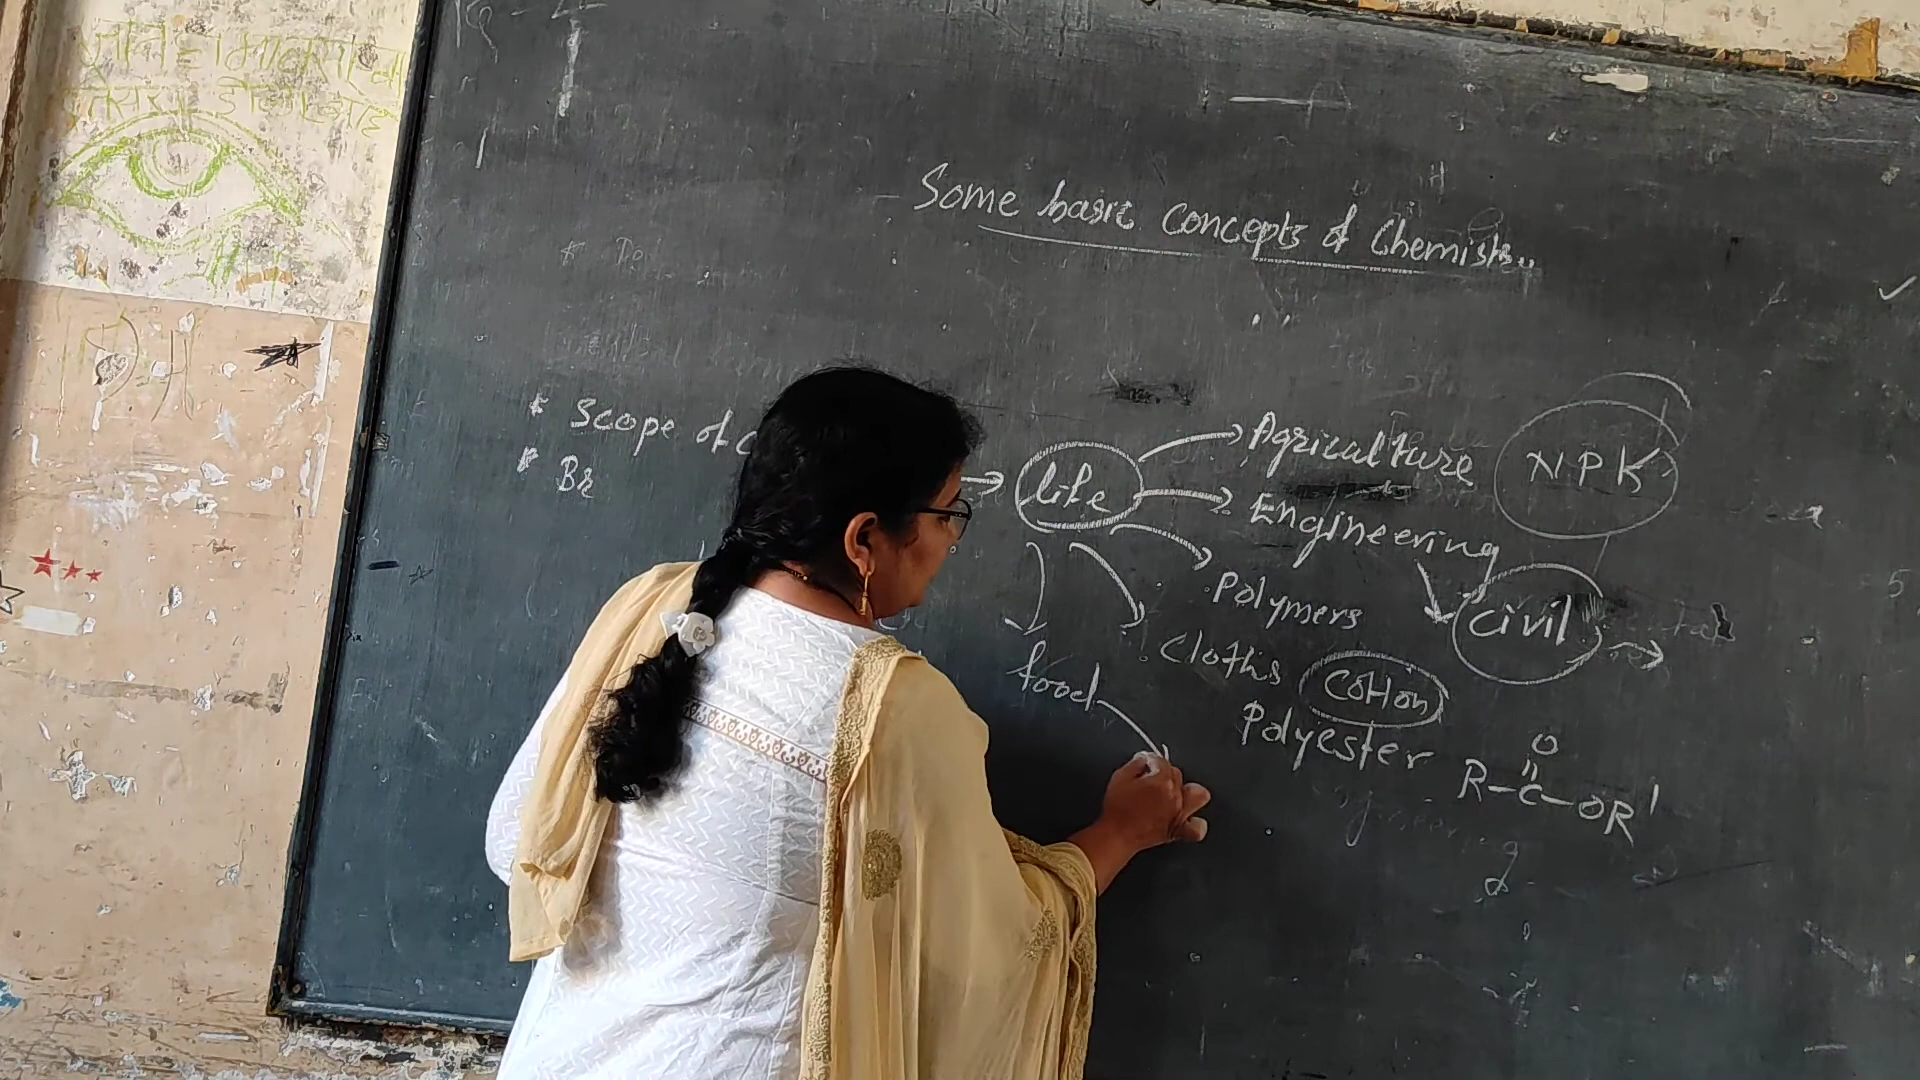 Some basic Concepts of Chemistry
* Scope of
life
Agriculture
NPK
* Br
Engineering
Polymers
Civil
Cloths
Cotton
food
Polyester
O
R-C-OR'